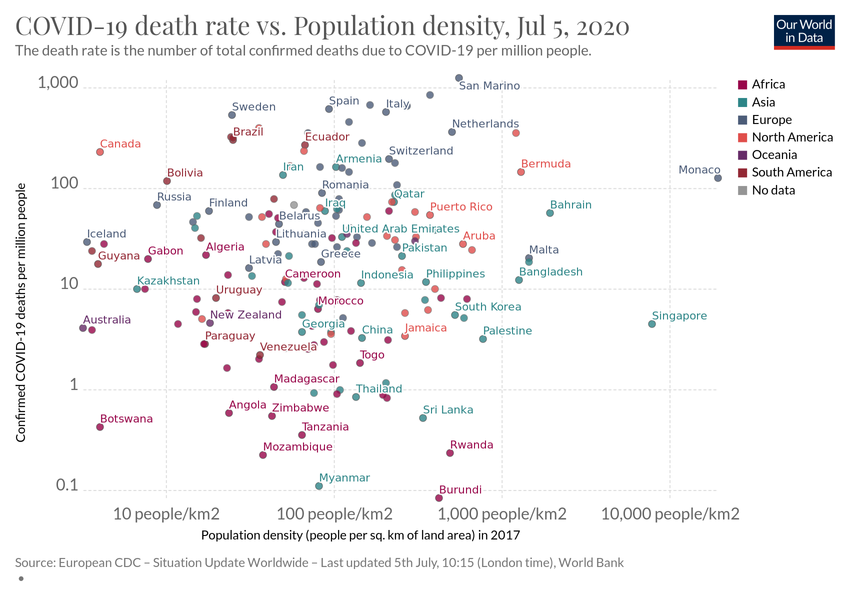 COVID-19 death rate vs. Population density, Jul 5, 2020
The death rate is the number of total confirmed deaths due to COVID-19 per million people.
Our World
in Data
Confirmed COVID-19 deaths per million people
1,000
100
10
1
0.1
San Marino
Spain
Italy
Sweden
Netherlands
Brazil
Ecuador
Canada
Switzerland
Armenia
Bermuda
Iran
Bolivia
Monaco
Romania
Qatar
Russia
Finland
Iraq
Puerto Rico
Bahrain
Belarus
United Arab Emirates
Iceland
Lithuania
Aruba
Algeria
Pakistan
Gabon
Guyana
Greece
Malta
Latvia
Cameroon
Indonesia
Philippines
Bangladesh
Kazakhstan
Uruguay
Morocco
South Korea
Australia
New Zealand
Singapore
Georgia
China
Jamaica
Palestine
Paraguay
Venezuela
Togo
Madagascar
Thailand
Angola
Zimbabwe
Sri Lanka
Botswana
Tanzania
Mozambique
Rwanda
Myanmar
Burundi
Africa
Asia
Europe
North America
Oceania
South America
No data
10 people/km2
100 people/km2
1,000 people/km2
10,000 people/km2
Population density (people per sq. km of land area) in 2017
Source: European CDC – Situation Update Worldwide – Last updated 5th July, 10:15 (London time), World Bank